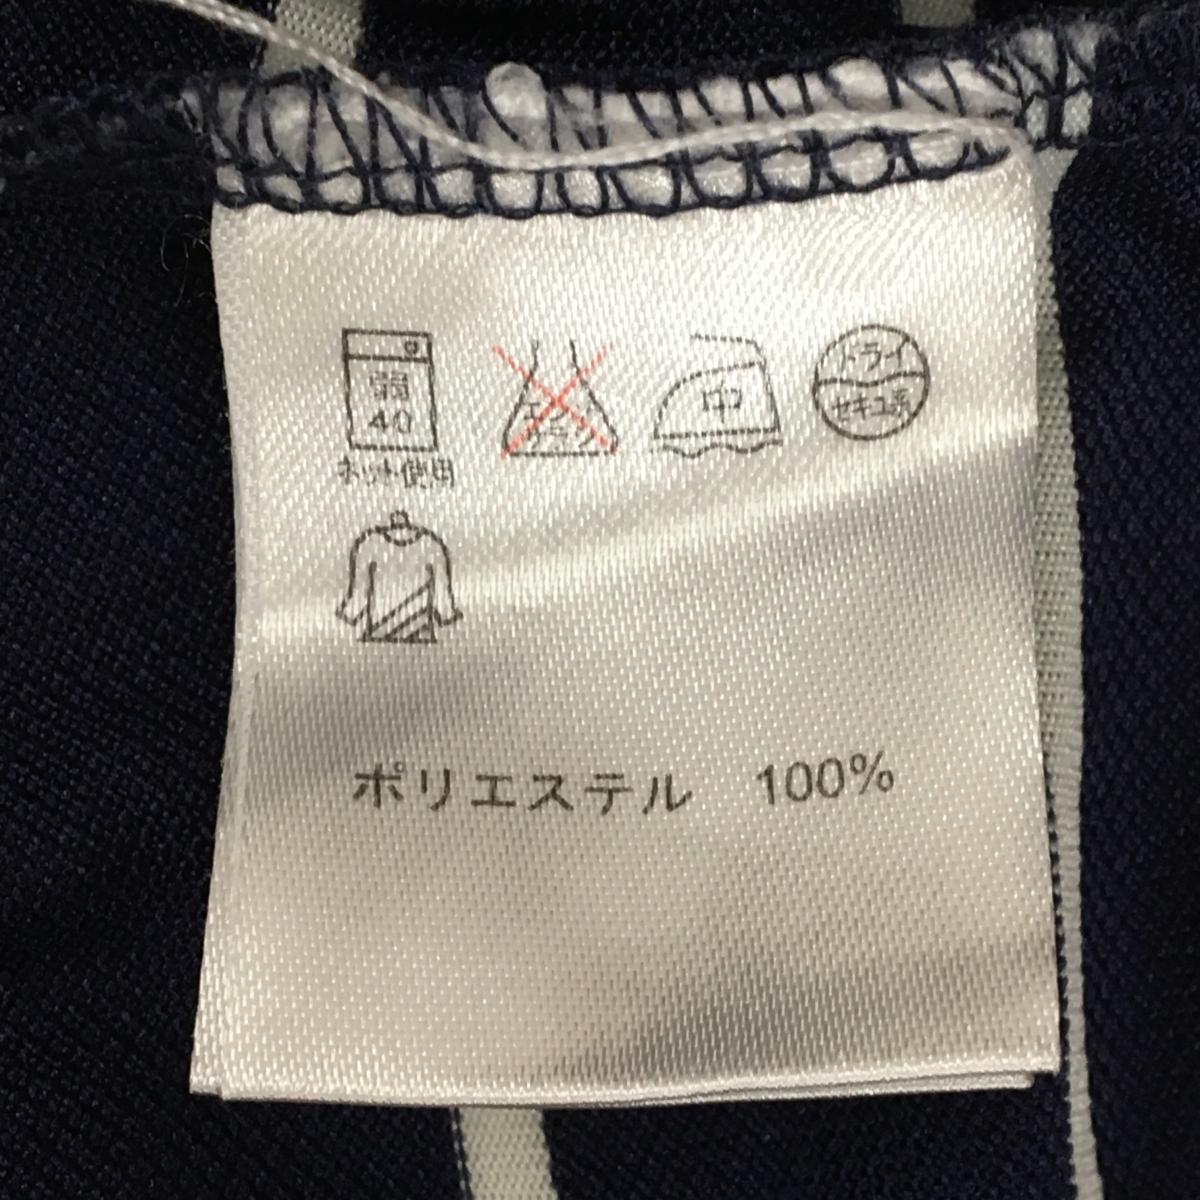 弱
40
ネット使用
エンソ
サラシ
中
ドライ
セキユ系
ポリエステル 100%